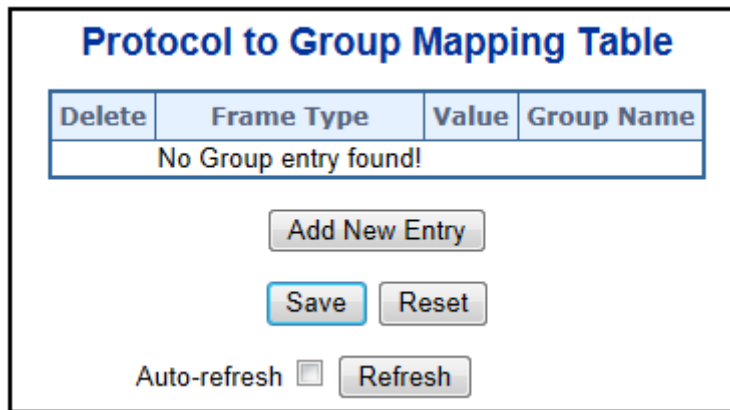 Protocol to Group Mapping Table
Delete Frame Type Value Group Name
No Group entry found!
Add New Entry
Save Reset
Auto-refresh Refresh